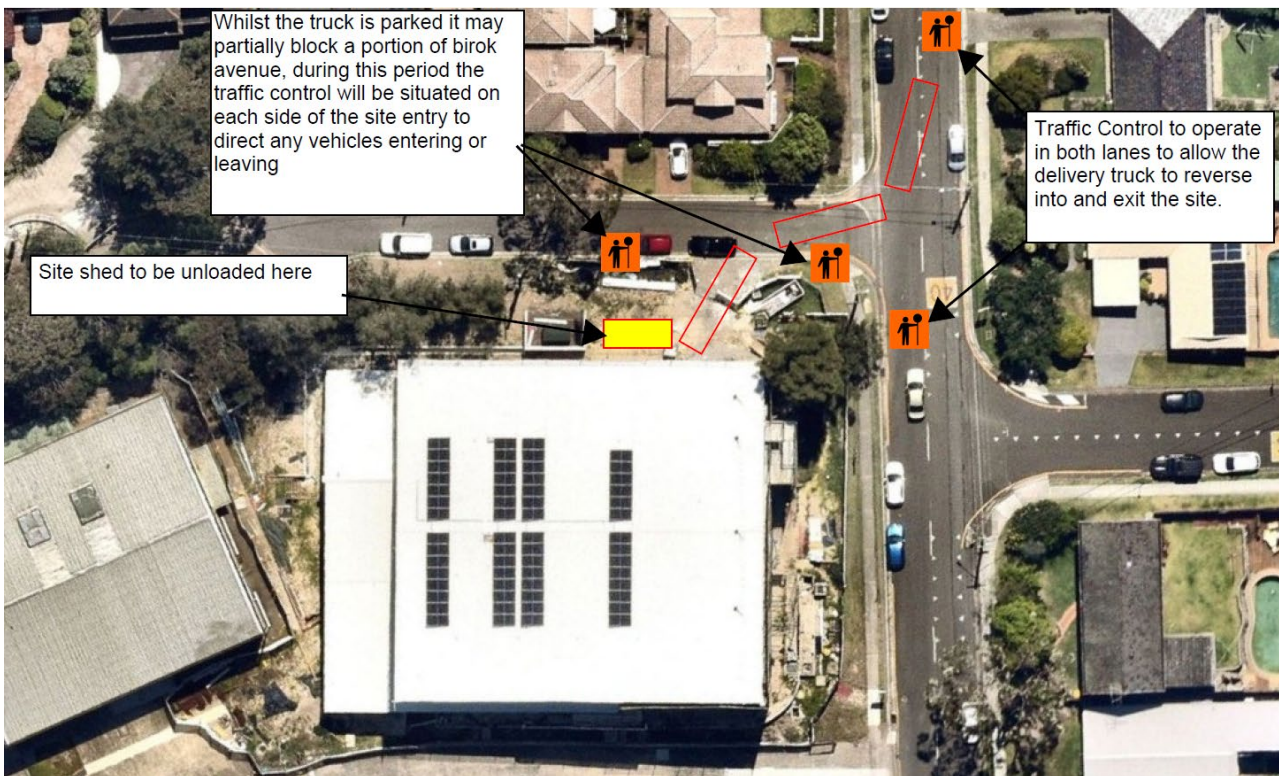 Whilst the truck is parked it may
partially block a portion of birok
avenue, during this period the
traffic control will be situated on
each side of the site entry to
direct any vehicles entering or
leaving
Traffic Control to operate
in both lanes to allow the
delivery truck to reverse
into and exit the site.
Site shed to be unloaded here
40